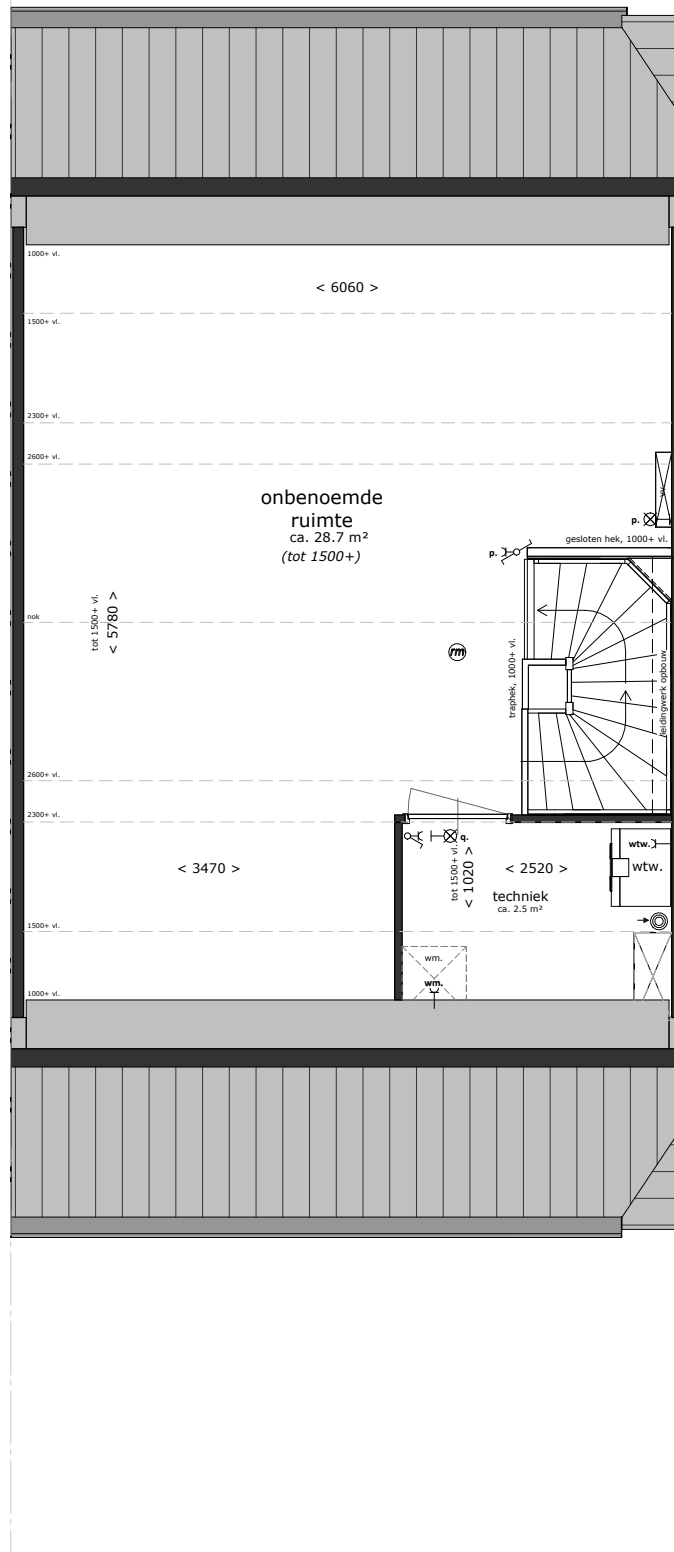 1000+ vl.
< 6060 >
1500+ vl.
2300+ vl.
2600+ vl.
onbenoemde
ruimte
ca. 28.7 m²
(tot 1500+)
p.
gesloten hek, 1000+ vl.
p.
tot 1500+ vl.
< 5780 >
nok
rm
traphek, 1000+ vl.
leidingwerk opbouw
2600+ vl.
2300+ vl.
q.
tot 1500+ vl.
< 1020 >
< 3470 >
< 2520 >
wtw.
wtw.
techniek
ca. 2.5 m²
1500+ vl.
wm.
wm.
1000+ vl.